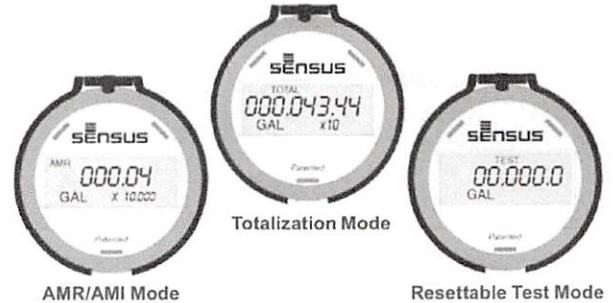 SENSUS
TOTAL
000.043.44
GAL x10
Patented
Totalization Mode
SENSUS
AMR
000.04
GAL X 10.000
Patented
AMR/AMI Mode
SENSUS
TEST
00.000.0
GAL
Patented
Resettable Test Mode